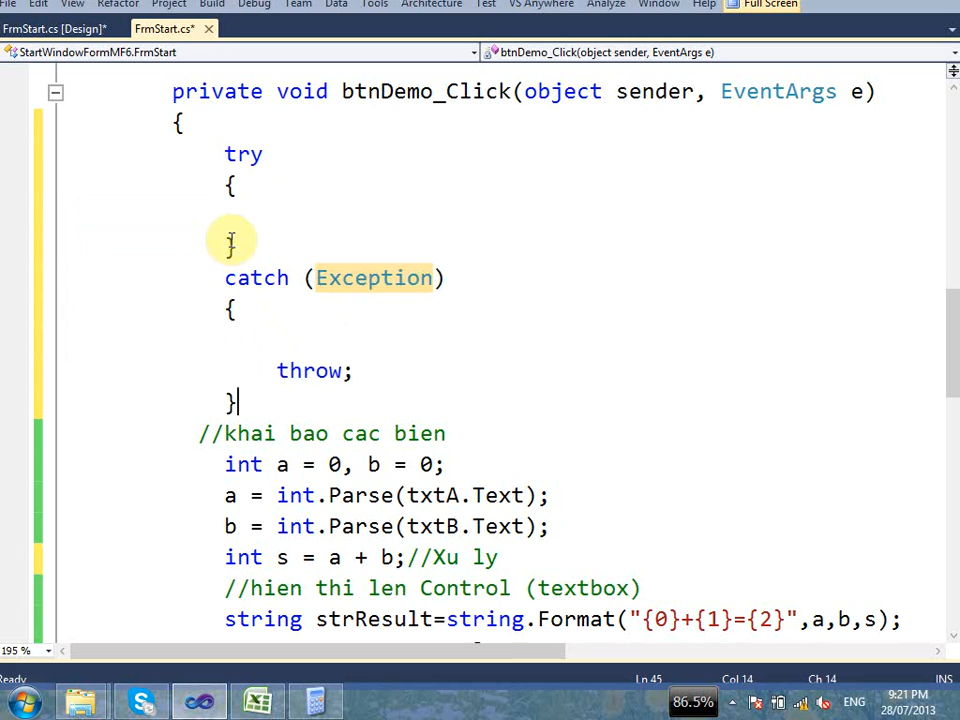 File Edit View Refactor Project Build Debug Team Data Tools Architecture Test VS Anywhere Analyze Window Help Full Screen
FrmStart.cs [Design]* FrmStart.cs*
StartWindowFormMF6.FrmStart btnDemo_Click(object sender, EventArgs e)
private void btnDemo_Click(object sender, EventArgs e)
{
try
{
}
catch (Exception)
{
throw;
}
//khai bao cac bien
int a = 0, b = 0;
a = int.Parse(txtA.Text);
b = int.Parse(txtB.Text);
int s = a + b;//Xu ly
//hien thi len Control (textbox)
string strResult=string.Format("{0}+{1}={2}",a,b,s);
195 %
Ready Ln 45 Col 14 Ch 14 INS
86.5% ENG 9:21 PM
28/07/2013